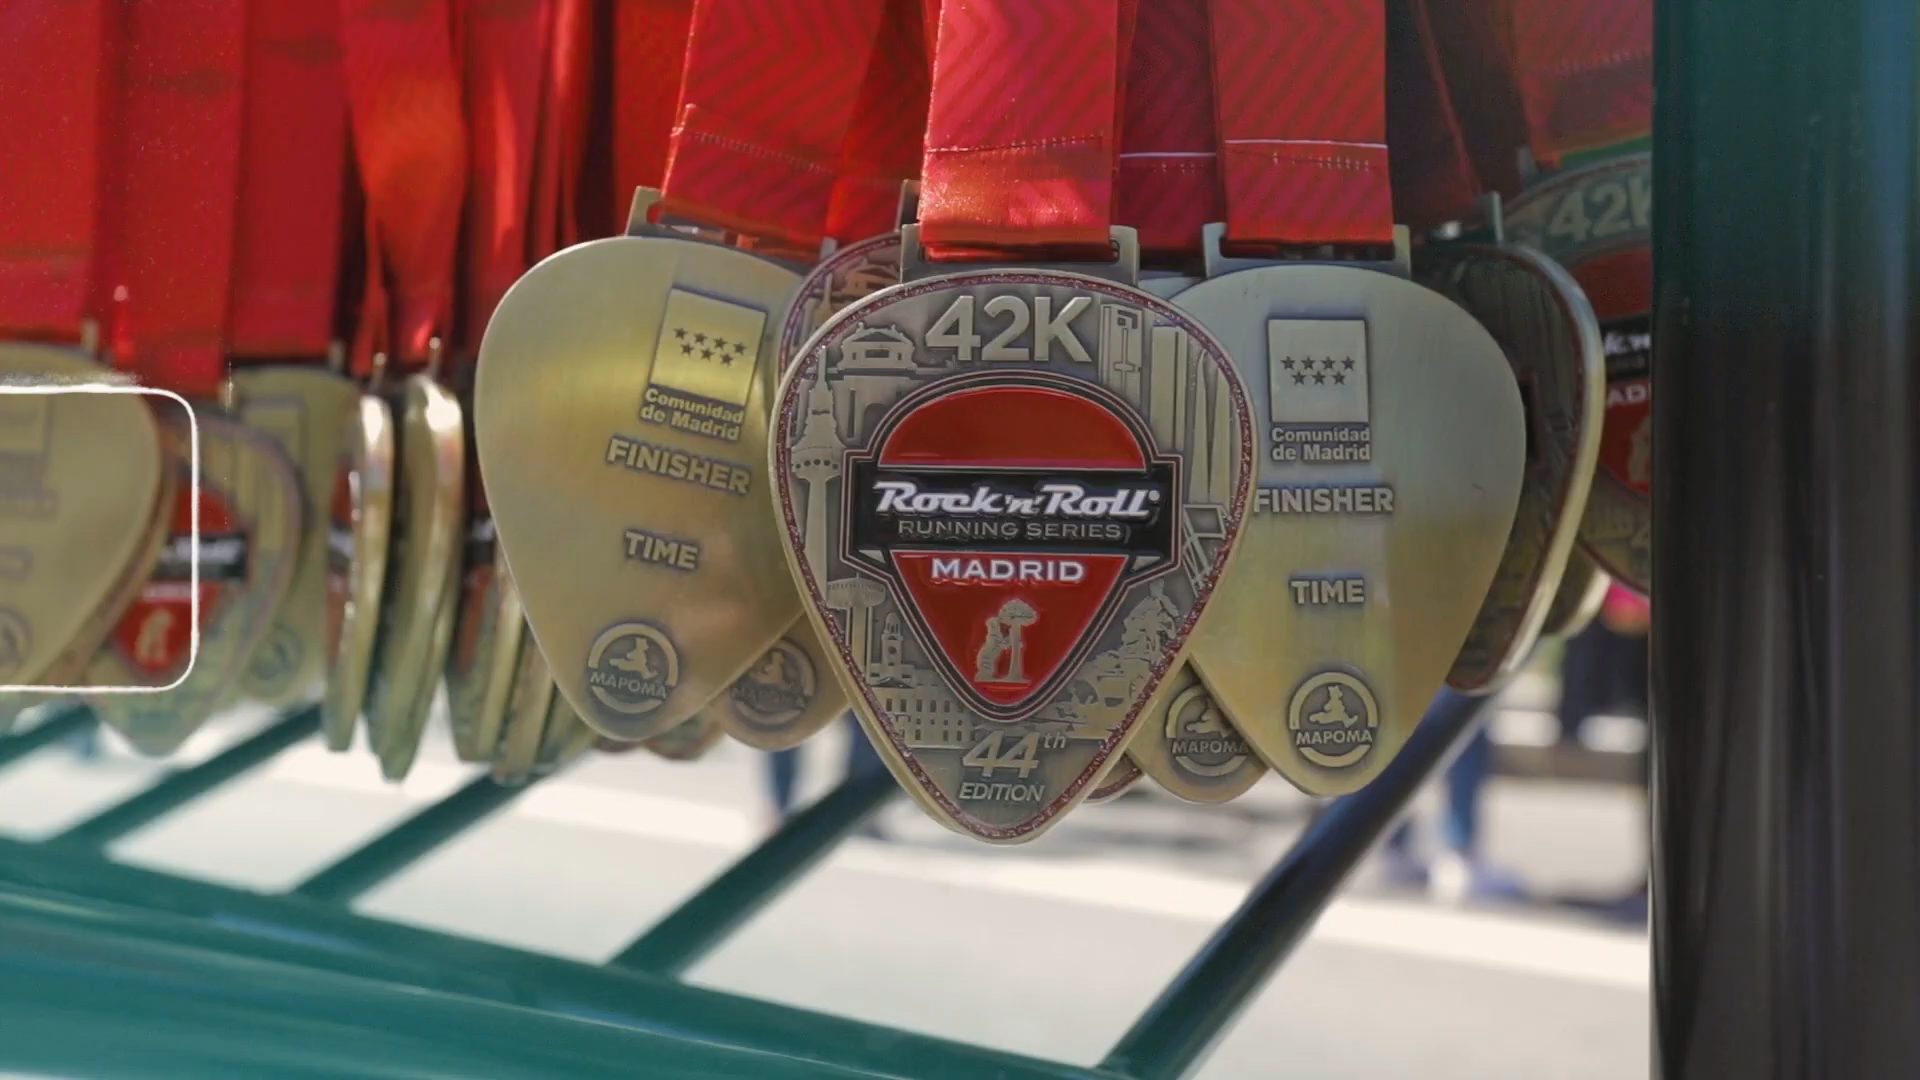 Comunidad
de Madrid
FINISHER
TIME
MAPOMA
MAPOMA
42K
Rock 'n' Roll®
RUNNING SERIES
MADRID
44th
EDITION
Comunidad
de Madrid
FINISHER
TIME
MAPOMA
MAPOMA
42K